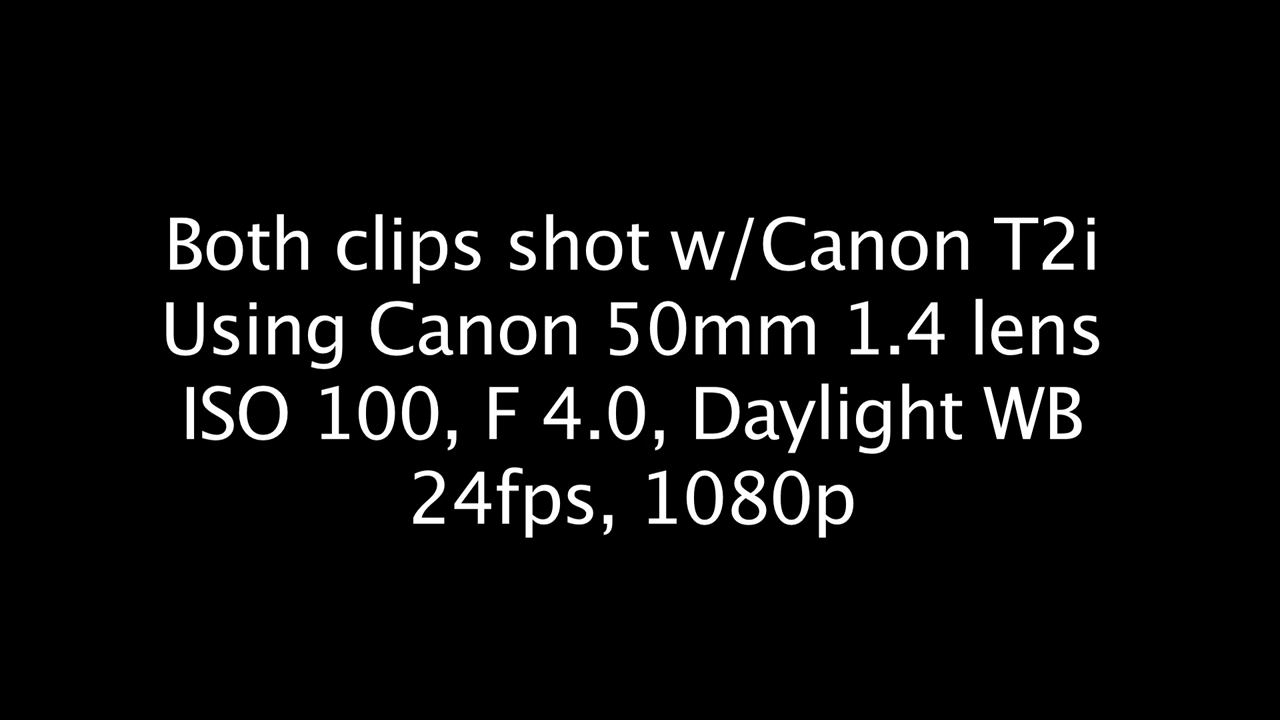 Both clips shot w/Canon T2i
Using Canon 50mm 1.4 lens
ISO 100, F 4.0, Daylight WB
24fps, 1080p